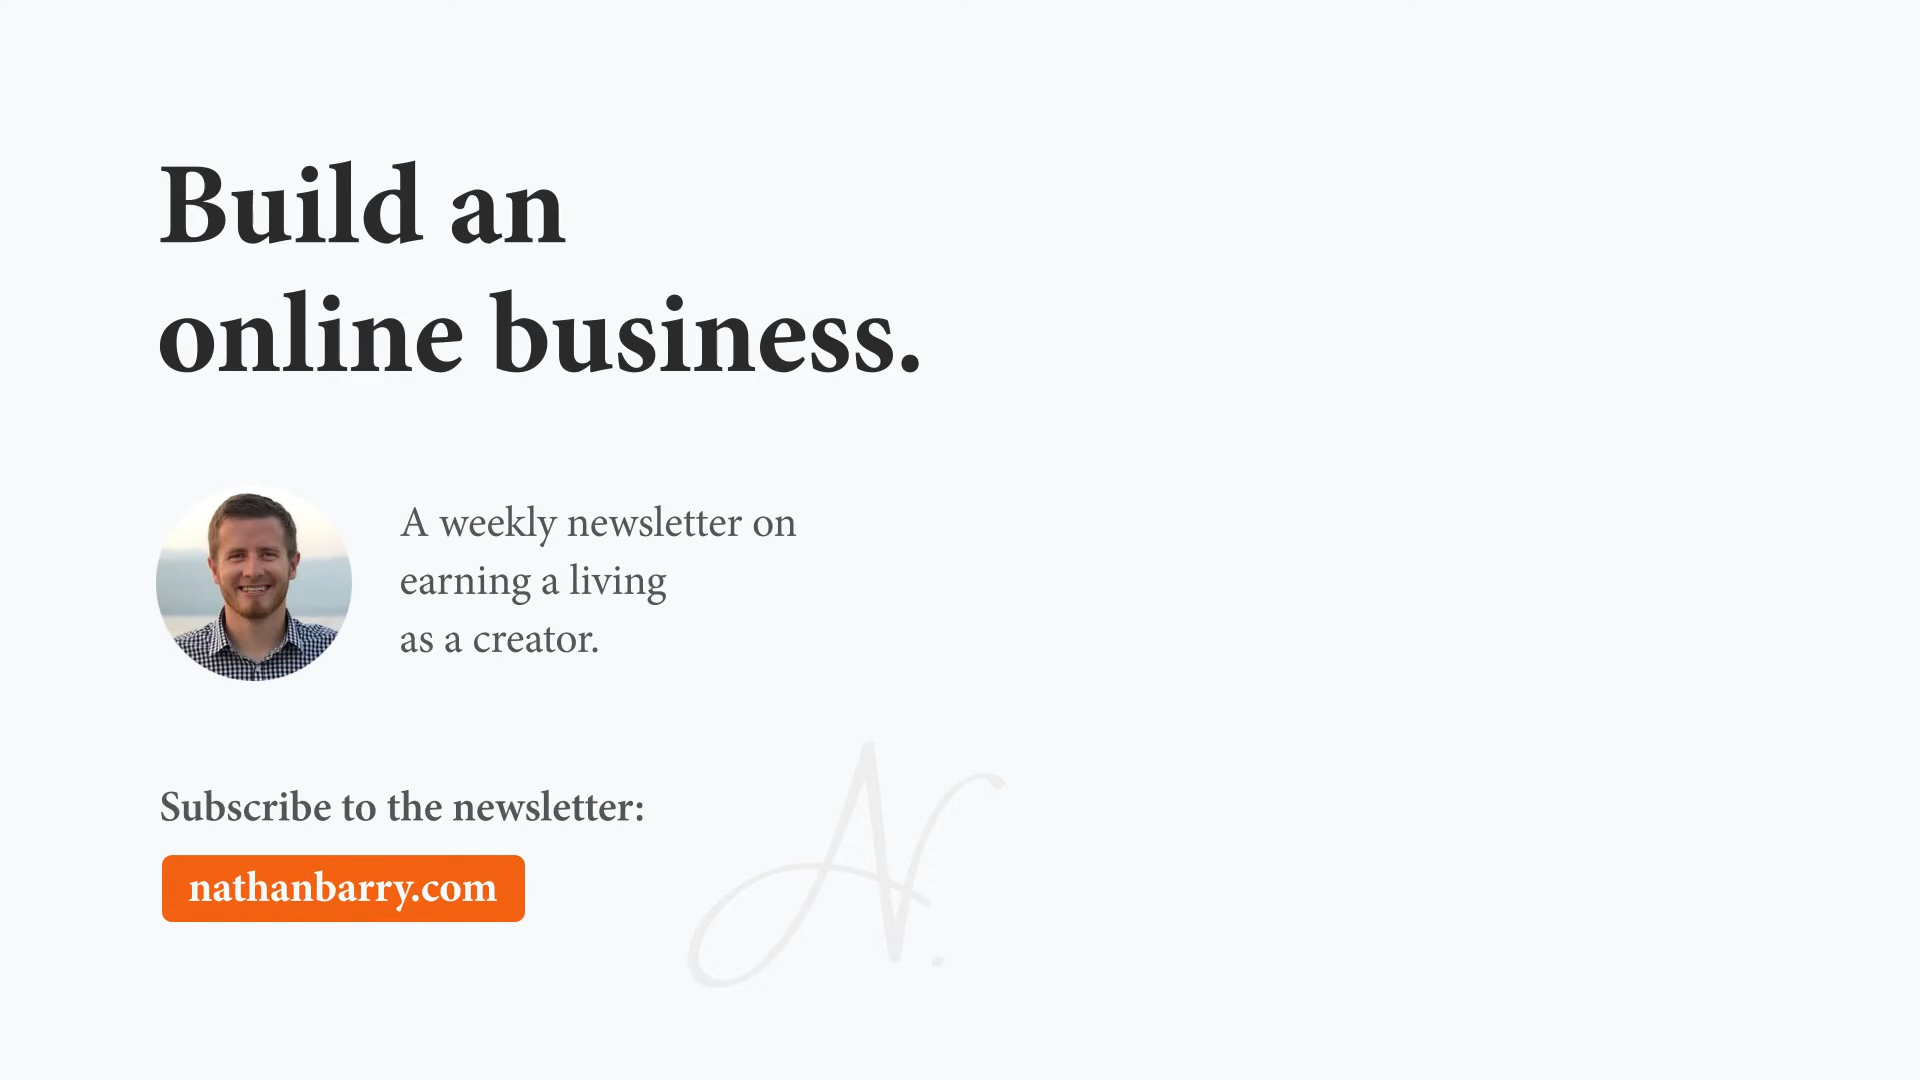 Build an
online business.
A weekly newsletter on
earning a living
as a creator.
Subscribe to the newsletter:
nathanbarry.com
N.